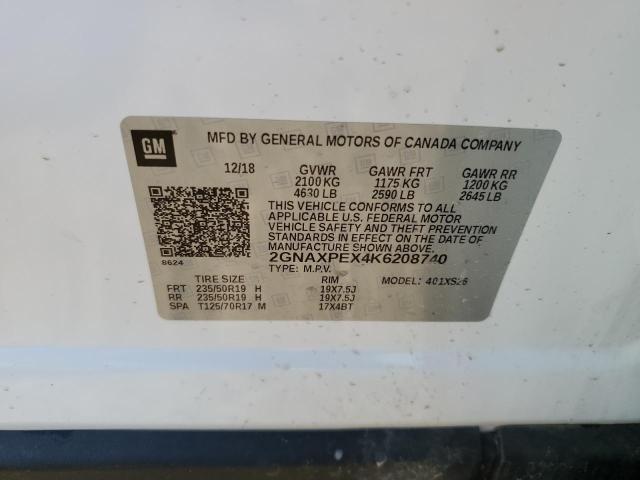 GM
MFD BY GENERAL MOTORS OF CANADA COMPANY
12/18 GVWR GAWR FRT GAWR RR
2100 KG 1175 KG 1200 KG
4630 LB 2590 LB 2645 LB
THIS VEHICLE CONFORMS TO ALL
APPLICABLE U.S. FEDERAL MOTOR
VEHICLE SAFETY AND THEFT
PREVENTION STANDARDS IN
EFFECT ON THE DATE OF
MANUFACTURE SHOWN ABOVE.
8624 2GNAXPEX4K6208740
TYPE: M.P.V. MODEL: 401XS26
TIRE SIZE RIM
FRT 235/50R19 H 19X7.5J
RR 235/50R19 H 19X7.5J
SPA T125/70R17 M 17X4BT